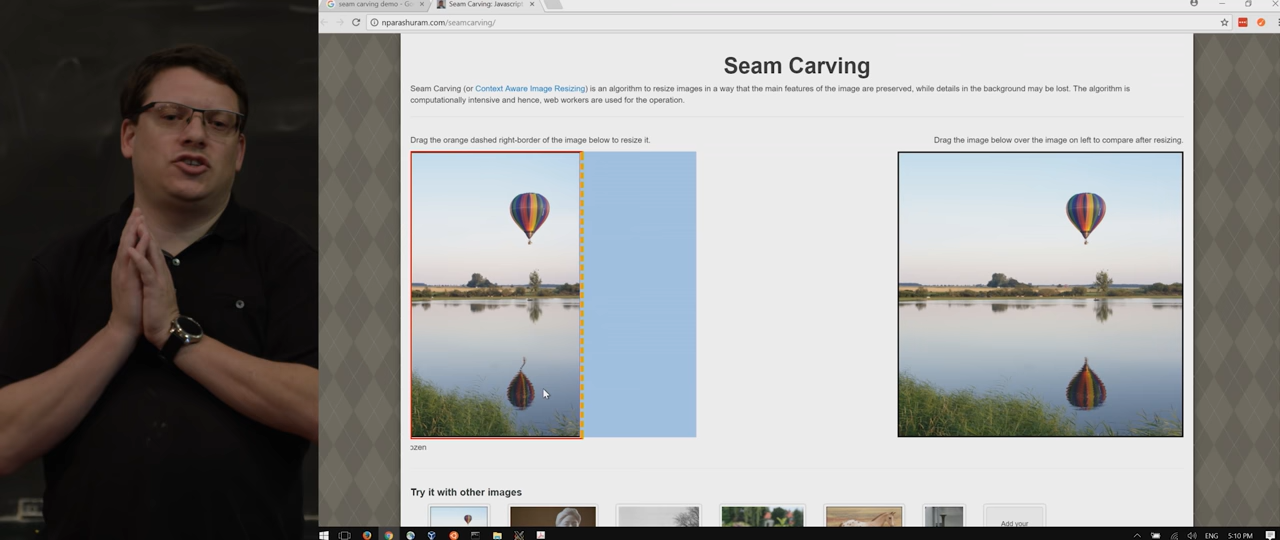 seam carving demo - Go
Seam Carving: Javascript
nparashuram.com/seamcarving/
Seam Carving
Seam Carving (or Context Aware Image Resizing) is an algorithm to resize images in a way that the main features of the image are preserved, while details in the background may be lost. The algorithm is
computationally intensive and hence, web workers are used for the operation.
Drag the orange dashed right-border of the image below to resize it.
Drag the image below over the image on left to compare after resizing.
ozen
Try it with other images
Add your
ENG
5:10 PM